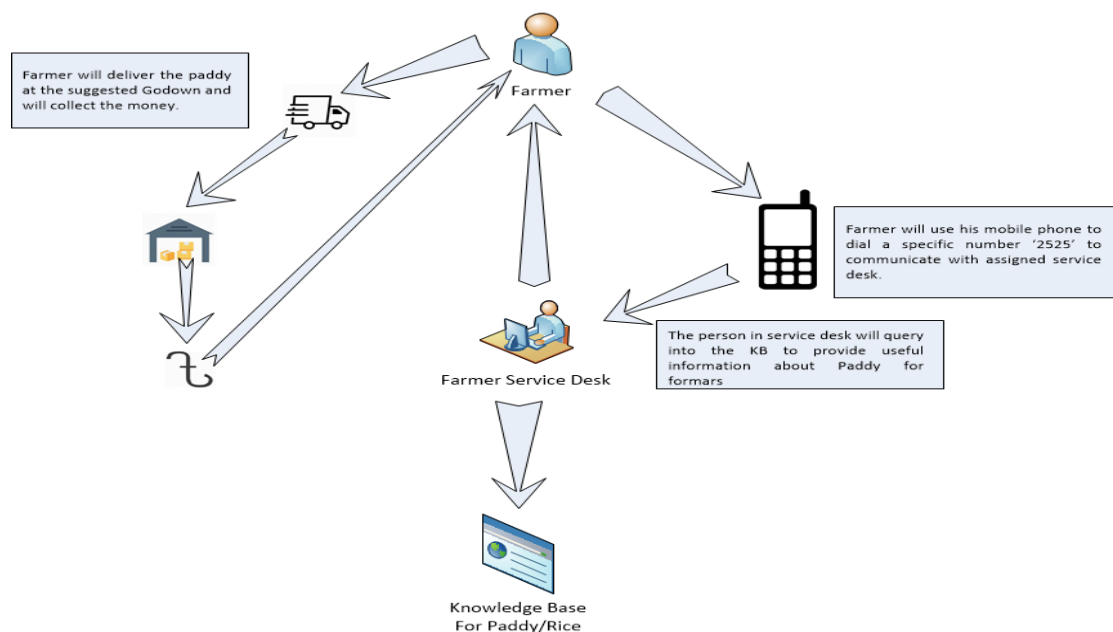 Farmer will deliver the paddy
at the suggested Godown and
will collect the money.
Farmer
Farmer will use his mobile phone to
dial a specific number ‘2525’ to
communicate with assigned service
desk.
The person in service desk will query
into the KB to provide useful
information about Paddy for
formars
Farmer Service Desk
৳
Knowledge Base
For Paddy/Rice